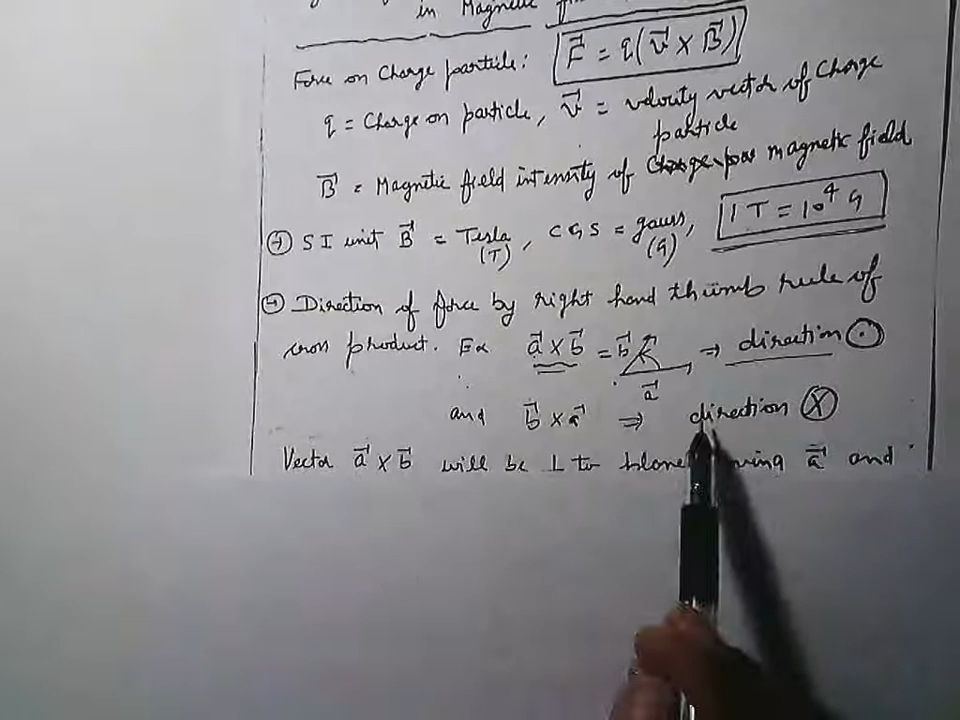 in Magnetic
Force on Charge particle: F⃗ = q(v⃗ × B⃗)
q = Charge on particle, v⃗ = velocity vector of Charge
particle
B⃗ = Magnetic field intensity of magnetic field
→ SI unit B⃗ = Tesla (T), CGS = gauss, (G) 1 T = 10⁴ G
→ Direction of force by right hand thumb rule of
cross product. Ex a⃗ × b⃗ = b⃗ a⃗ ⇒ direction ⊙
and b⃗ × a⃗ ⇒ direction ⊗
Vector a⃗ × b⃗ will be ⊥ to a⃗ and